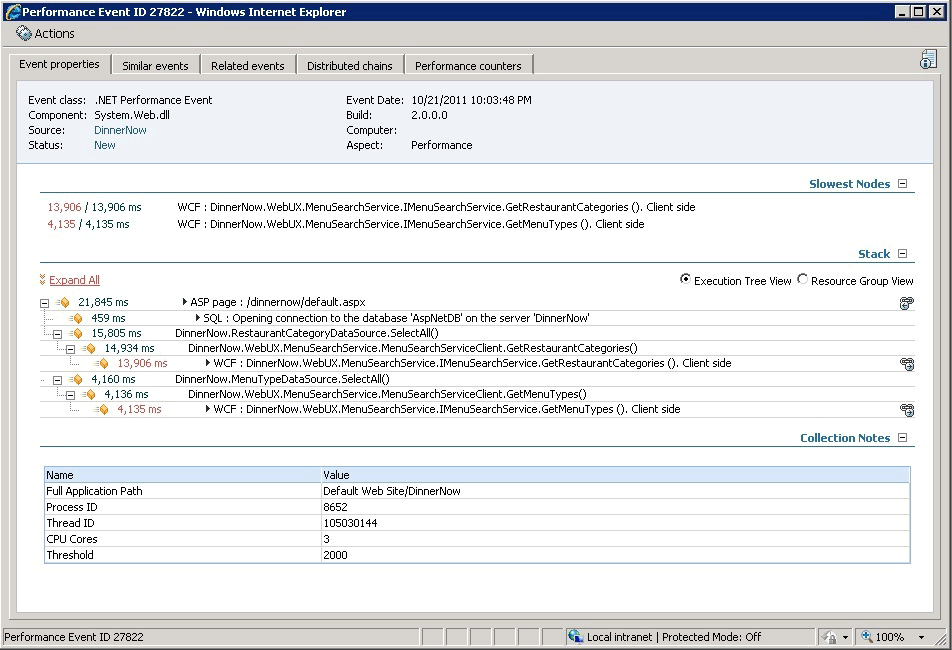 Performance Event ID 27822 - Windows Internet Explorer
Actions
Event properties Similar events Related events Distributed chains Performance counters
Event class: .NET Performance Event Event Date: 10/21/2011 10:03:48 PM
Component: System.Web.dll Build: 2.0.0.0
Source: DinnerNow Computer:
Status: New Aspect: Performance
Slowest Nodes
13,906 / 13,906 ms WCF : DinnerNow.WebUX.MenuSearchService.IMenuSearchService.GetRestaurantCategories (). Client side
4,135 / 4,135 ms WCF : DinnerNow.WebUX.MenuSearchService.IMenuSearchService.GetMenuTypes (). Client side
Stack
Expand All Execution Tree View Resource Group View
21,845 ms ASP page : /dinnernow/default.aspx
459 ms SQL : Opening connection to the database 'AspNetDB' on the server 'DinnerNow'
15,805 ms DinnerNow.RestaurantCategoryDataSource.SelectAll()
14,934 ms DinnerNow.WebUX.MenuSearchService.MenuSearchServiceClient.GetRestaurantCategories()
13,906 ms WCF : DinnerNow.WebUX.MenuSearchService.IMenuSearchService.GetRestaurantCategories (). Client side
4,160 ms DinnerNow.MenuTypeDataSource.SelectAll()
4,136 ms DinnerNow.WebUX.MenuSearchService.MenuSearchServiceClient.GetMenuTypes()
4,135 ms WCF : DinnerNow.WebUX.MenuSearchService.IMenuSearchService.GetMenuTypes (). Client side
Collection Notes
Name Value
Full Application Path Default Web Site/DinnerNow
Process ID 8652
Thread ID 105030144
CPU Cores 3
Threshold 2000
Performance Event ID 27822 Local intranet | Protected Mode: Off 100%